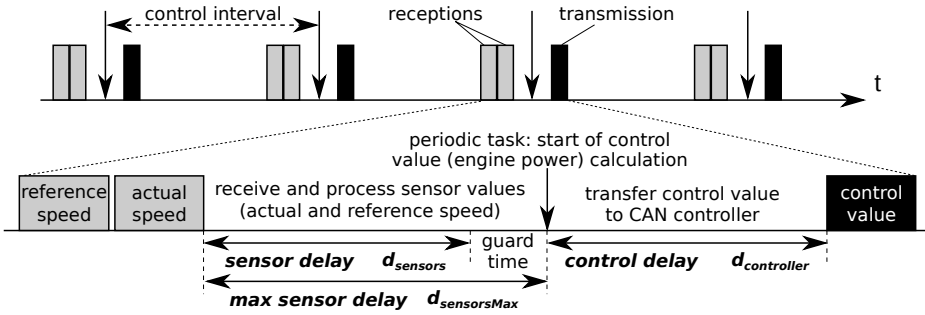 control interval
receptions
transmission
t
periodic task: start of control
value (engine power) calculation
reference
speed
actual
speed
receive and process sensor values
(actual and reference speed)
transfer control value
to CAN controller
control
value
sensor delay d_sensors
guard
time
control delay d_controller
max sensor delay d_sensorsMax